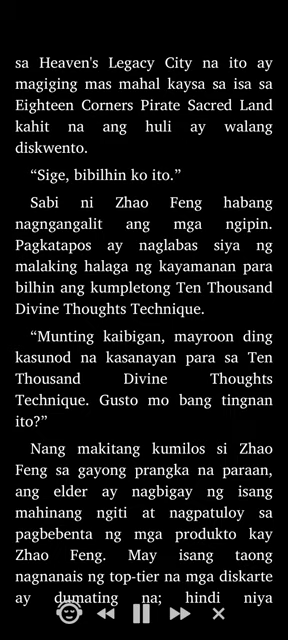 sa Heaven's Legacy City na ito ay
magiging mas mahal kaysa sa isa sa
Eighteen Corners Pirate Sacred Land
kahit na ang huli ay walang
diskwento.
“Sige, bibilhin ko ito.”
Sabi ni Zhao Feng habang
nagngangalit ang mga ngipin.
Pagkatapos ay naglabas siya ng
malaking halaga ng kayamanan para
bilhin ang kumpletong Ten Thousand
Divine Thoughts Technique.
“Munting kaibigan, mayroon ding
kasunod na kasanayan para sa Ten
Thousand Divine Thoughts
Technique. Gusto mo bang tingnan
ito?”
Nang makitang kumilos si Zhao
Feng sa gayong prangka na paraan,
ang elder ay nagbigay ng isang
mahinang ngiti at nagpatuloy sa
pagbebenta ng mga produkto kay
Zhao Feng. May isang taong
nagnanais ng top-tier na mga diskarte
ay dumating na; hindi niya